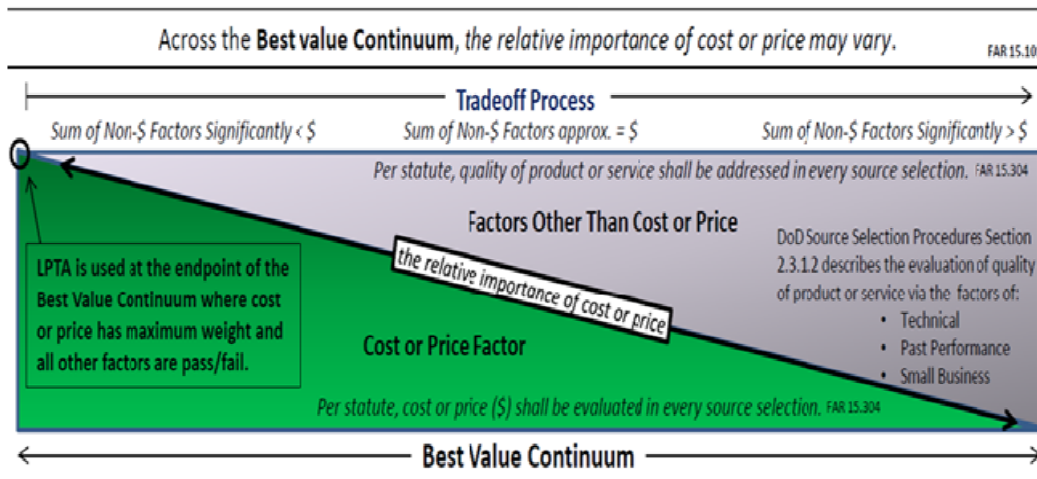 Across the Best value Continuum, the relative importance of cost or price may vary.
FAR 15.10
Tradeoff Process
Sum of Non-$ Factors Significantly < $
Sum of Non-$ Factors approx. = $
Sum of Non-$ Factors Significantly > $
Per statute, quality of product or service shall be addressed in every source selection. FAR 15.304
Factors Other Than Cost or Price
DoD Source Selection Procedures Section
2.3.1.2 describes the evaluation of quality
of product or service via the factors of:
• Technical
• Past Performance
• Small Business
the relative importance of cost or price
LPTA is used at the endpoint of the
Best Value Continuum where cost
or price has maximum weight and
all other factors are pass/fail.
Cost or Price Factor
Per statute, cost or price ($) shall be evaluated in every source selection. FAR 15.304
Best Value Continuum